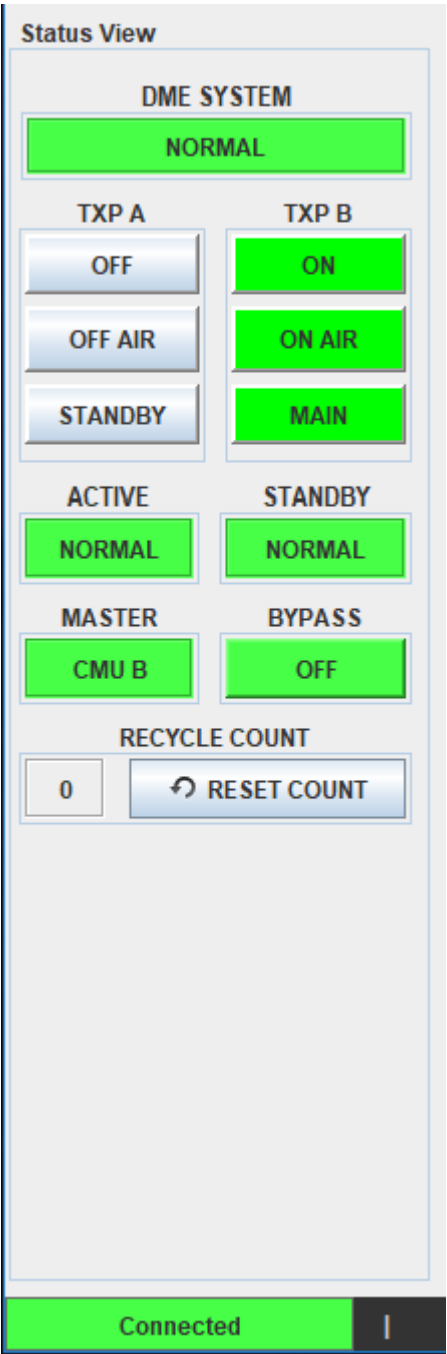 Status View
DME SYSTEM
NORMAL
TXP A TXP B
OFF ON
OFF AIR ON AIR
STANDBY MAIN
ACTIVE STANDBY
NORMAL NORMAL
MASTER BYPASS
CMU B OFF
RECYCLE COUNT
0 RESET COUNT
Connected |